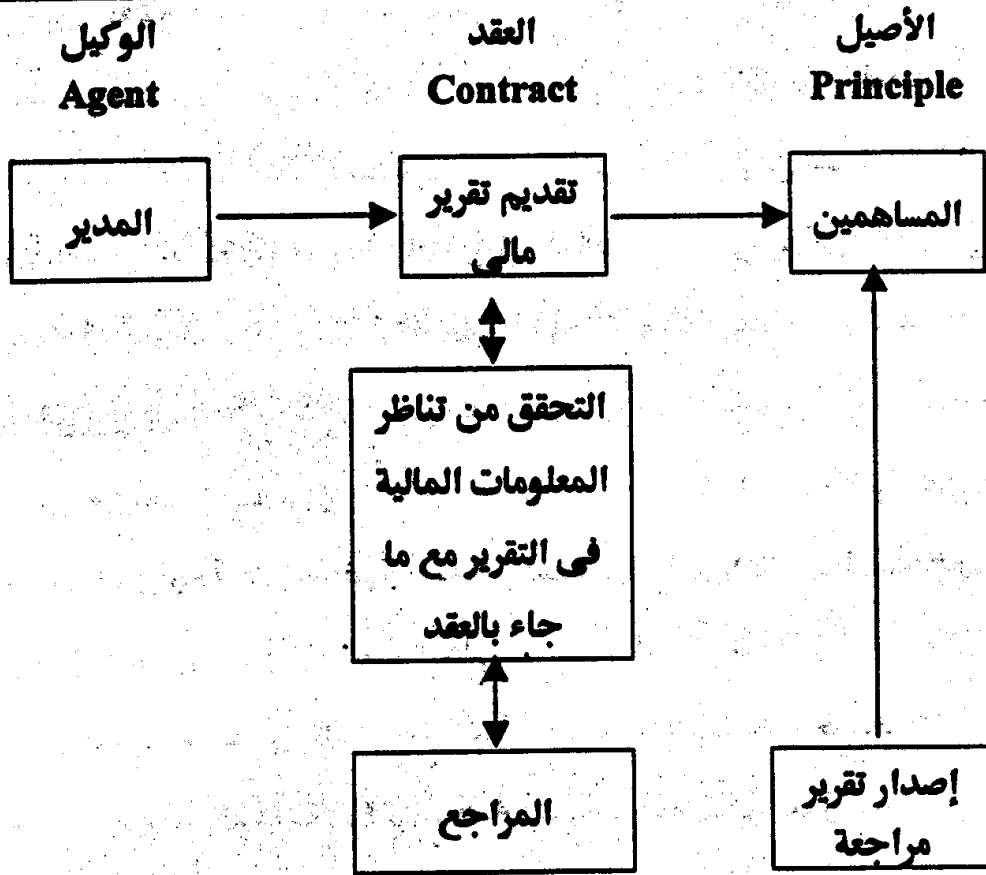 الأصيل
Principle
العقد
Contract
الوكيل
Agent
المساهمين
تقديم تقرير
مالى
المدير
التحقق من تناظر
المعلومات المالية
فى التقرير مع ما
جاء بالعقد
إصدار تقرير
مراجعة
المراجع